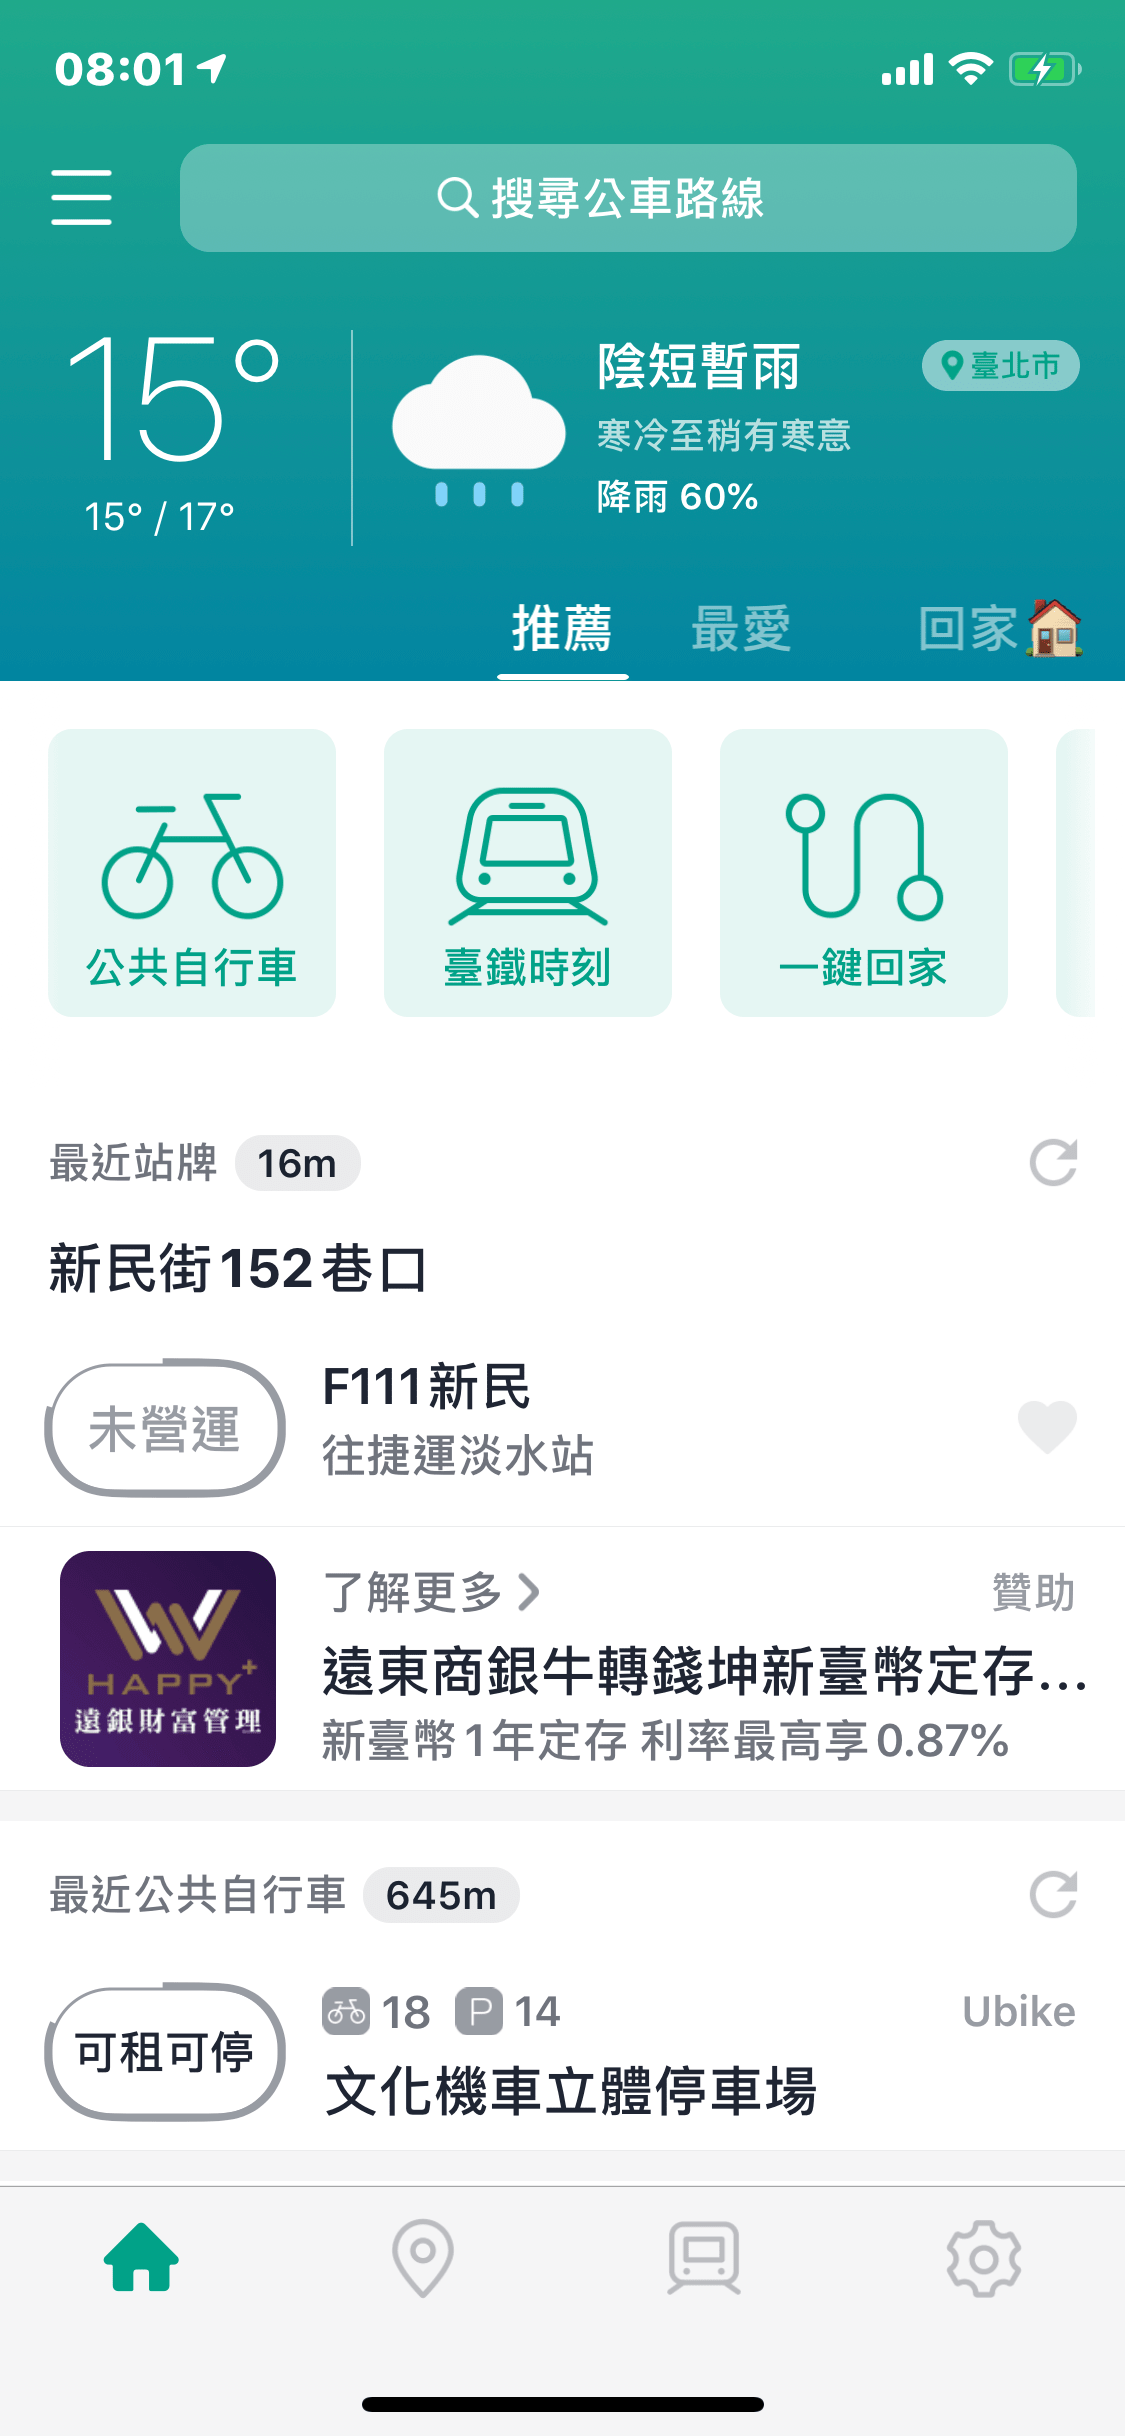 08:01
搜尋公車路線
15°
15° / 17°
陰短暫雨
臺北市
寒冷至稍有寒意
降雨 60%
推薦
最愛
回家🏠
公共自行車
臺鐵時刻
一鍵回家
最近站牌 16m
新民街152巷口
未營運
F111新民
往捷運淡水站
W
HAPPY+
遠銀財富管理
了解更多
贊助
遠東商銀牛轉錢坤新臺幣定存...
新臺幣1年定存 利率最高享0.87%
最近公共自行車 645m
可租可停
18 P 14
Ubike
文化機車立體停車場